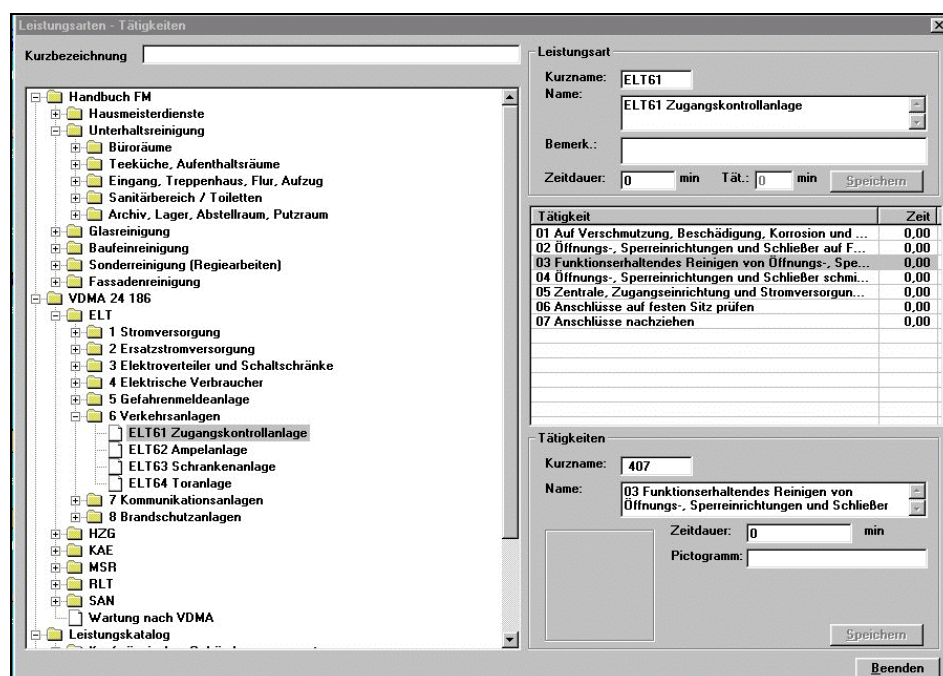 Leistungsarten - Tätigkeiten
Kurzbezeichnung
Handbuch FM
Hausmeisterdienste
Unterhaltsreinigung
Büroräume
Teeküche, Aufenthaltsräume
Eingang, Treppenhaus, Flur, Aufzug
Sanitärbereich / Toiletten
Archiv, Lager, Abstellraum, Putzraum
Glasreinigung
Baufeinreinigung
Sonderreinigung (Regiearbeiten)
Fassadenreinigung
VDMA 24 186
ELT
1 Stromversorgung
2 Ersatzstromversorgung
3 Elektroverteiler und Schaltschränke
4 Elektrische Verbraucher
5 Gefahrenmeldeanlage
6 Verkehrsanlagen
ELT61 Zugangskontrollanlage
ELT62 Ampelanlage
ELT63 Schrankenanlage
ELT64 Toranlage
7 Kommunikationsanlagen
8 Brandschutzanlagen
HZG
KAE
MSR
RLT
SAN
Wartung nach VDMA
Leistungskatalog
Leistungsart
Kurzname: ELT61
Name:
ELT61 Zugangskontrollanlage
Bemerk.:
Zeitdauer: 0 min Tät.: 0 min Speichern
Tätigkeit Zeit
01 Auf Verschmutzung, Beschädigung, Korrosion und ... 0,00
02 Öffnungs-, Sperreinrichtungen und Schließer auf F... 0,00
03 Funktionserhaltendes Reinigen von Öffnungs-, Spe... 0,00
04 Öffnungs-, Sperreinrichtungen und Schließer schmi... 0,00
05 Zentrale, Zugangseinrichtung und Stromversorgun... 0,00
06 Anschlüsse auf festen Sitz prüfen 0,00
07 Anschlüsse nachziehen 0,00
Tätigkeiten
Kurzname: 407
Name: 03 Funktionserhaltendes Reinigen von
Öffnungs-, Sperreinrichtungen und Schließer
Zeitdauer: 0 min
Pictogramm:
Speichern
Beenden